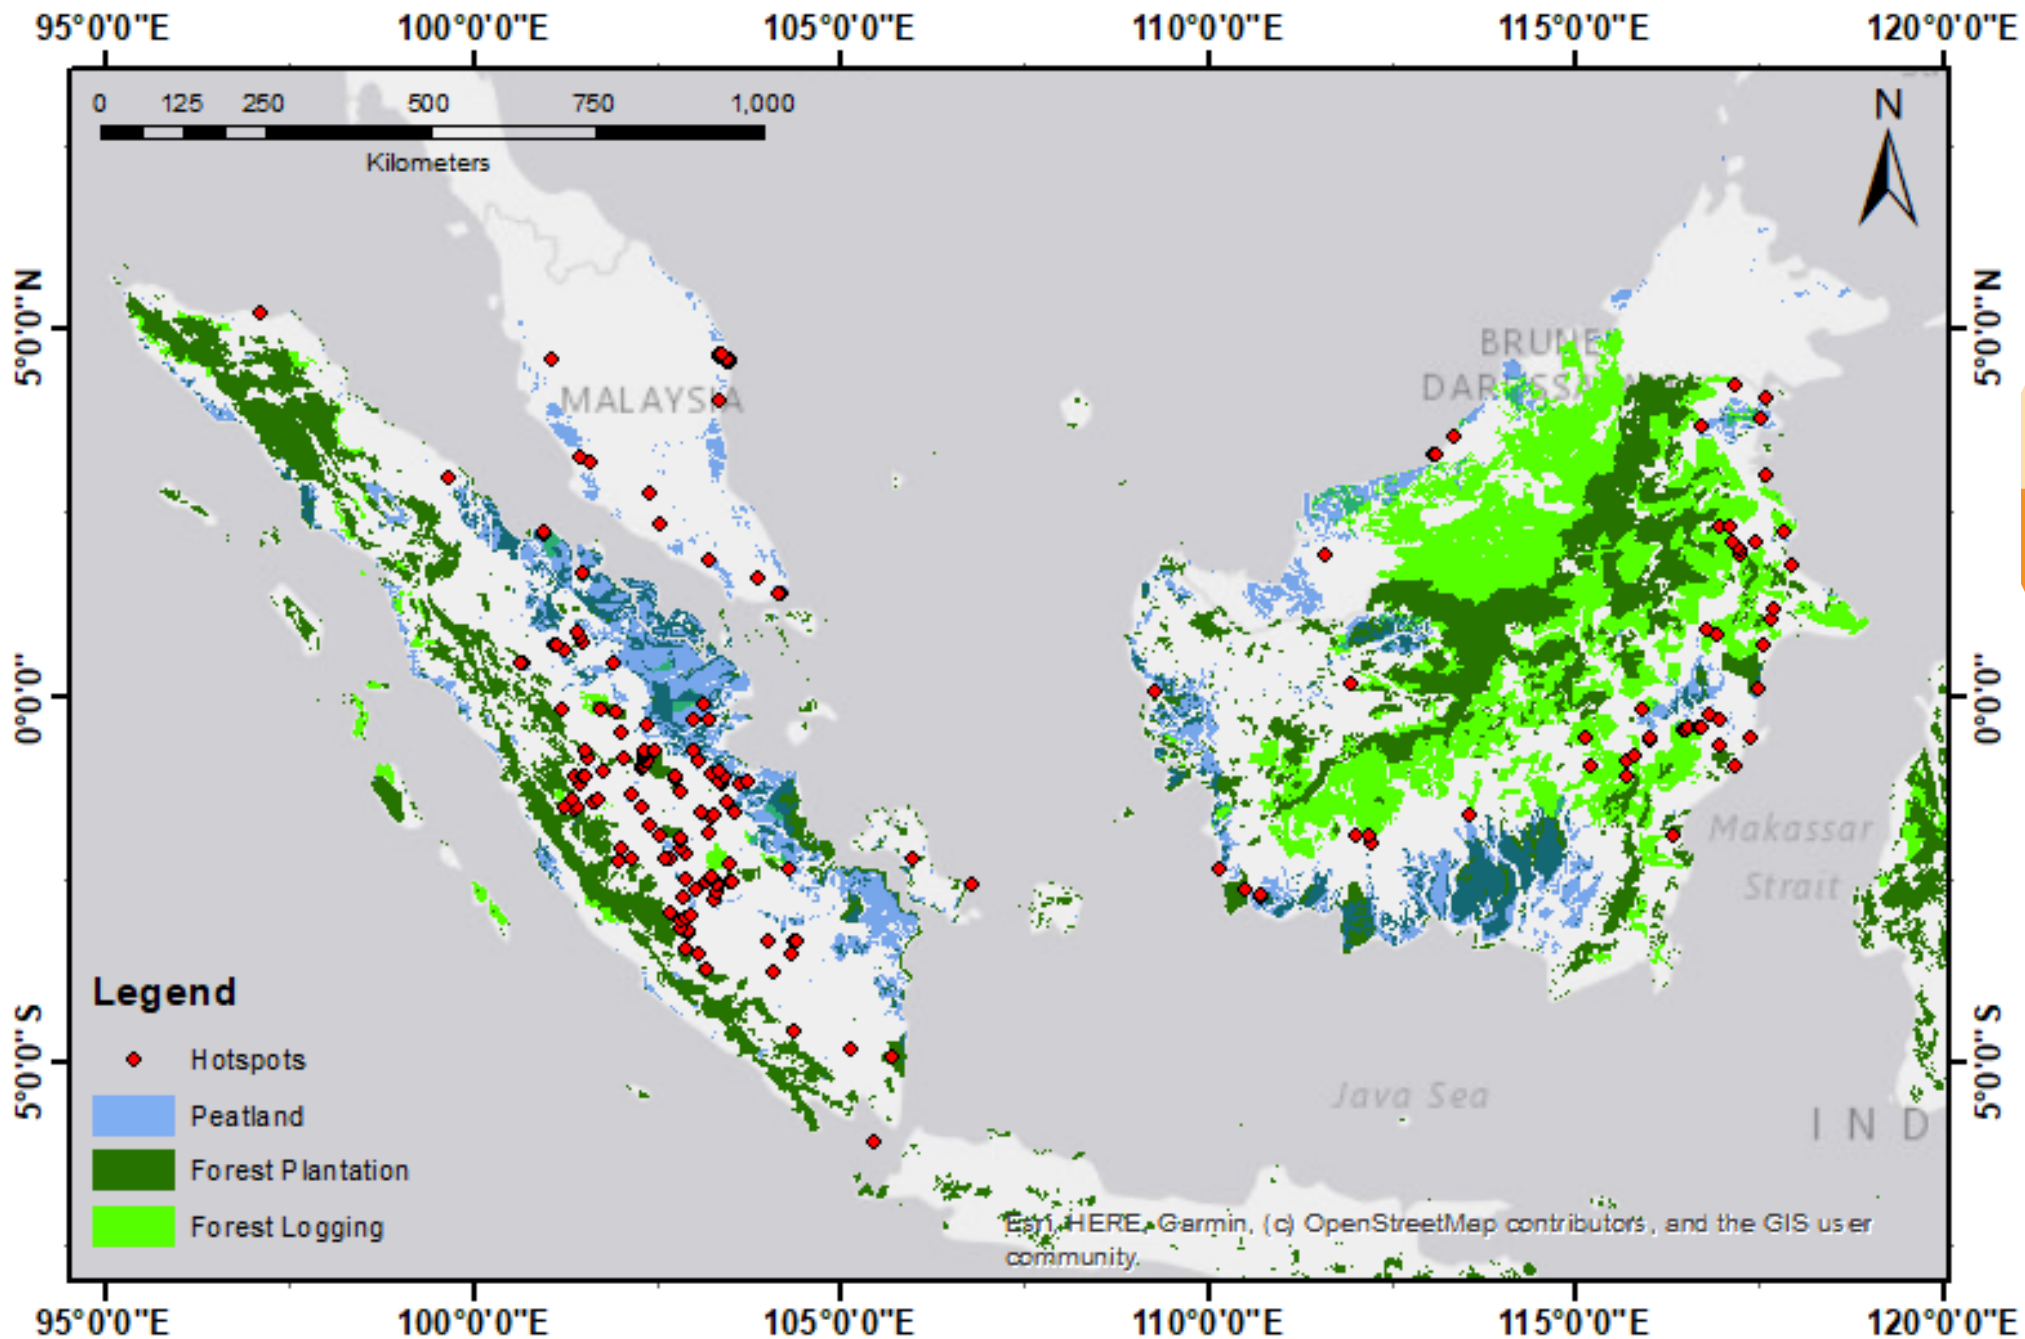 95°0'0"E 100°0'0"E 105°0'0"E 110°0'0"E 115°0'0"E 120°0'0"E
0 125 250 500 750 1,000
Kilometers
N
5°0'0"N 5°0'0"N
BRUNE
MALAYSIA
0°0'0" 0°0'0"
Makassar
Strait
Legend
Hotspots
Peatland
Forest Plantation
Forest Logging
5°0'0"S 5°0'0"S
Java Sea
IND
Esri, HERE, Garmin, (c) OpenStreetMap contributors, and the GIS user
community.
95°0'0"E 100°0'0"E 105°0'0"E 110°0'0"E 115°0'0"E 120°0'0"E